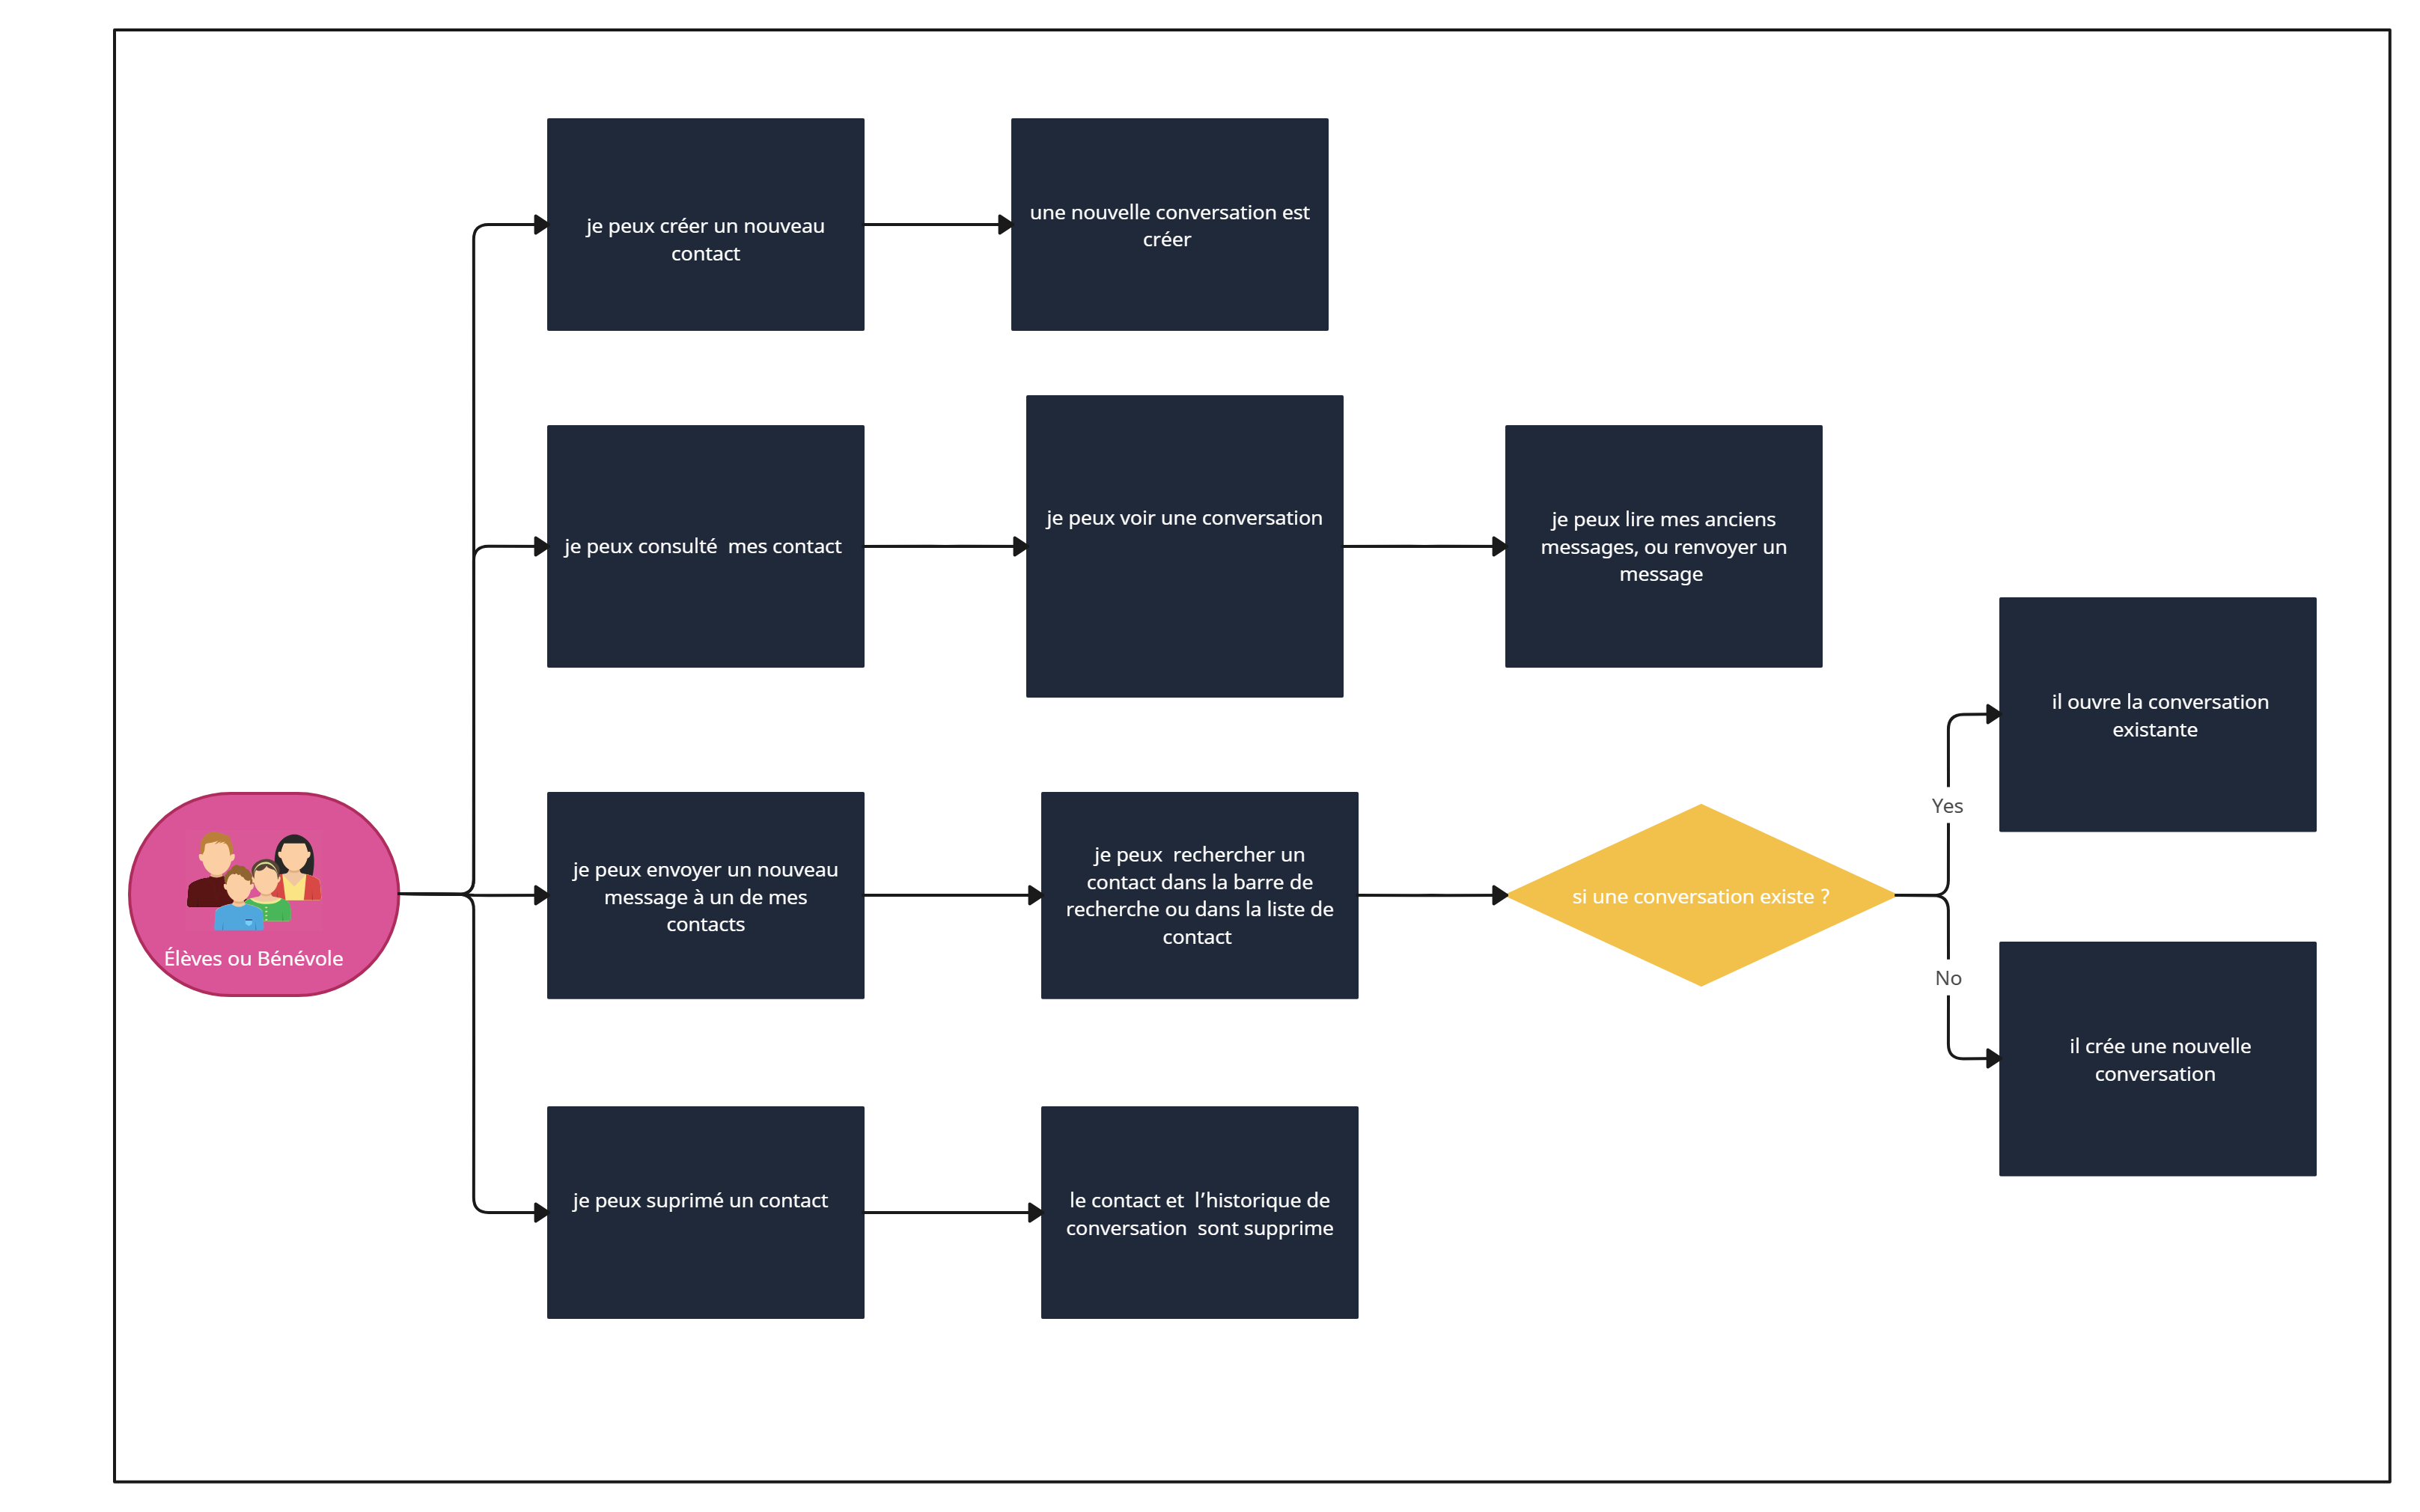 je peux créer un nouveau
contact
une nouvelle conversation est
créer
je peux consulté  mes contact
je peux voir une conversation
je peux lire mes anciens
messages, ou renvoyer un
message
Élèves ou Bénévole
je peux envoyer un nouveau
message à un de mes
contacts
je peux  rechercher un
contact dans la barre de
recherche ou dans la liste de
contact
si une conversation existe ?
Yes
il ouvre la conversation
existante
No
il crée une nouvelle
conversation
je peux suprimé un contact
le contact et  l’historique de
conversation  sont supprime